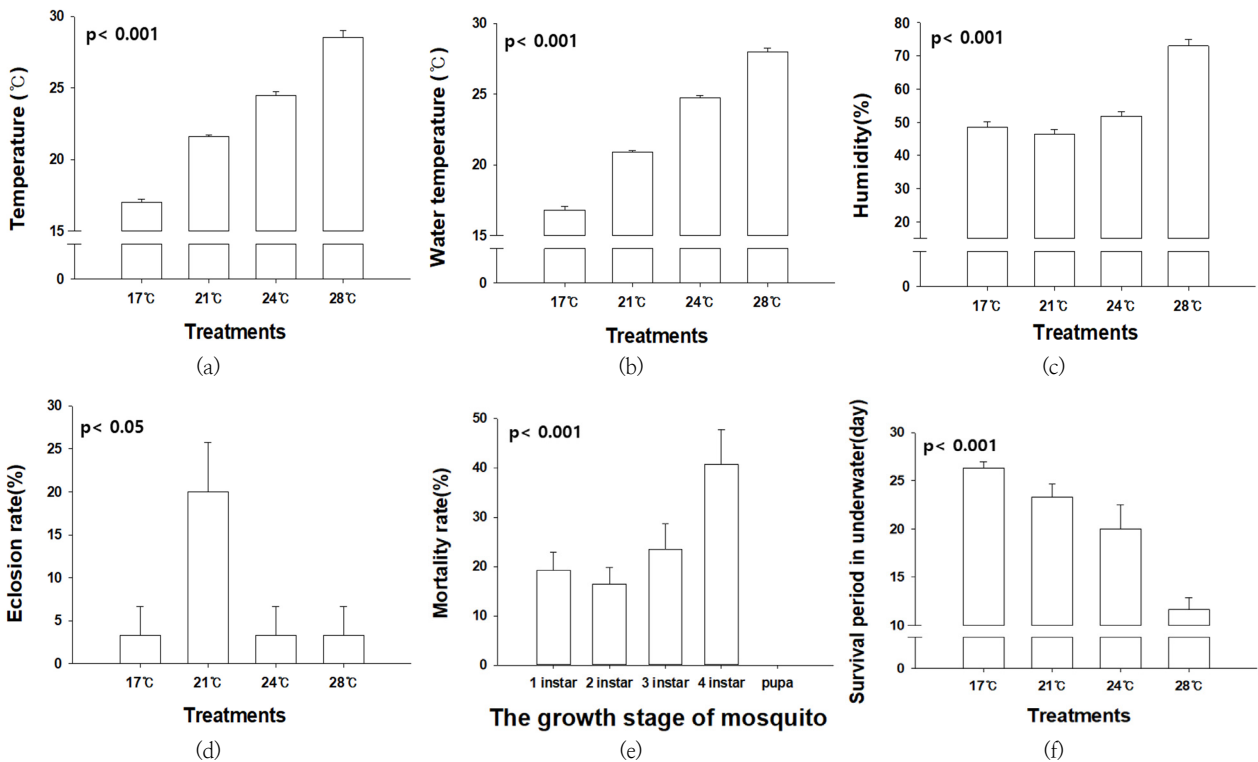 p< 0.001
Temperature (℃)
30
25
20
15
0
17℃ 21℃ 24℃ 28℃
Treatments
(a)
p< 0.001
Water temperature (℃)
30
25
20
15
0
17℃ 21℃ 24℃ 28℃
Treatments
(b)
p< 0.001
Humidity(%)
80
70
60
50
40
30
20
0
17℃ 21℃ 24℃ 28℃
Treatments
(c)
p< 0.05
Eclosion rate(%)
30
25
20
15
10
5
0
17℃ 21℃ 24℃ 28℃
Treatments
(d)
p< 0.001
Mortality rate(%)
50
40
30
20
10
0
1 instar 2 instar 3 instar 4 instar pupa
The growth stage of mosquito
(e)
p< 0.001
Survival period in underwater(day)
30
25
20
15
10
0
17℃ 21℃ 24℃ 28℃
Treatments
(f)